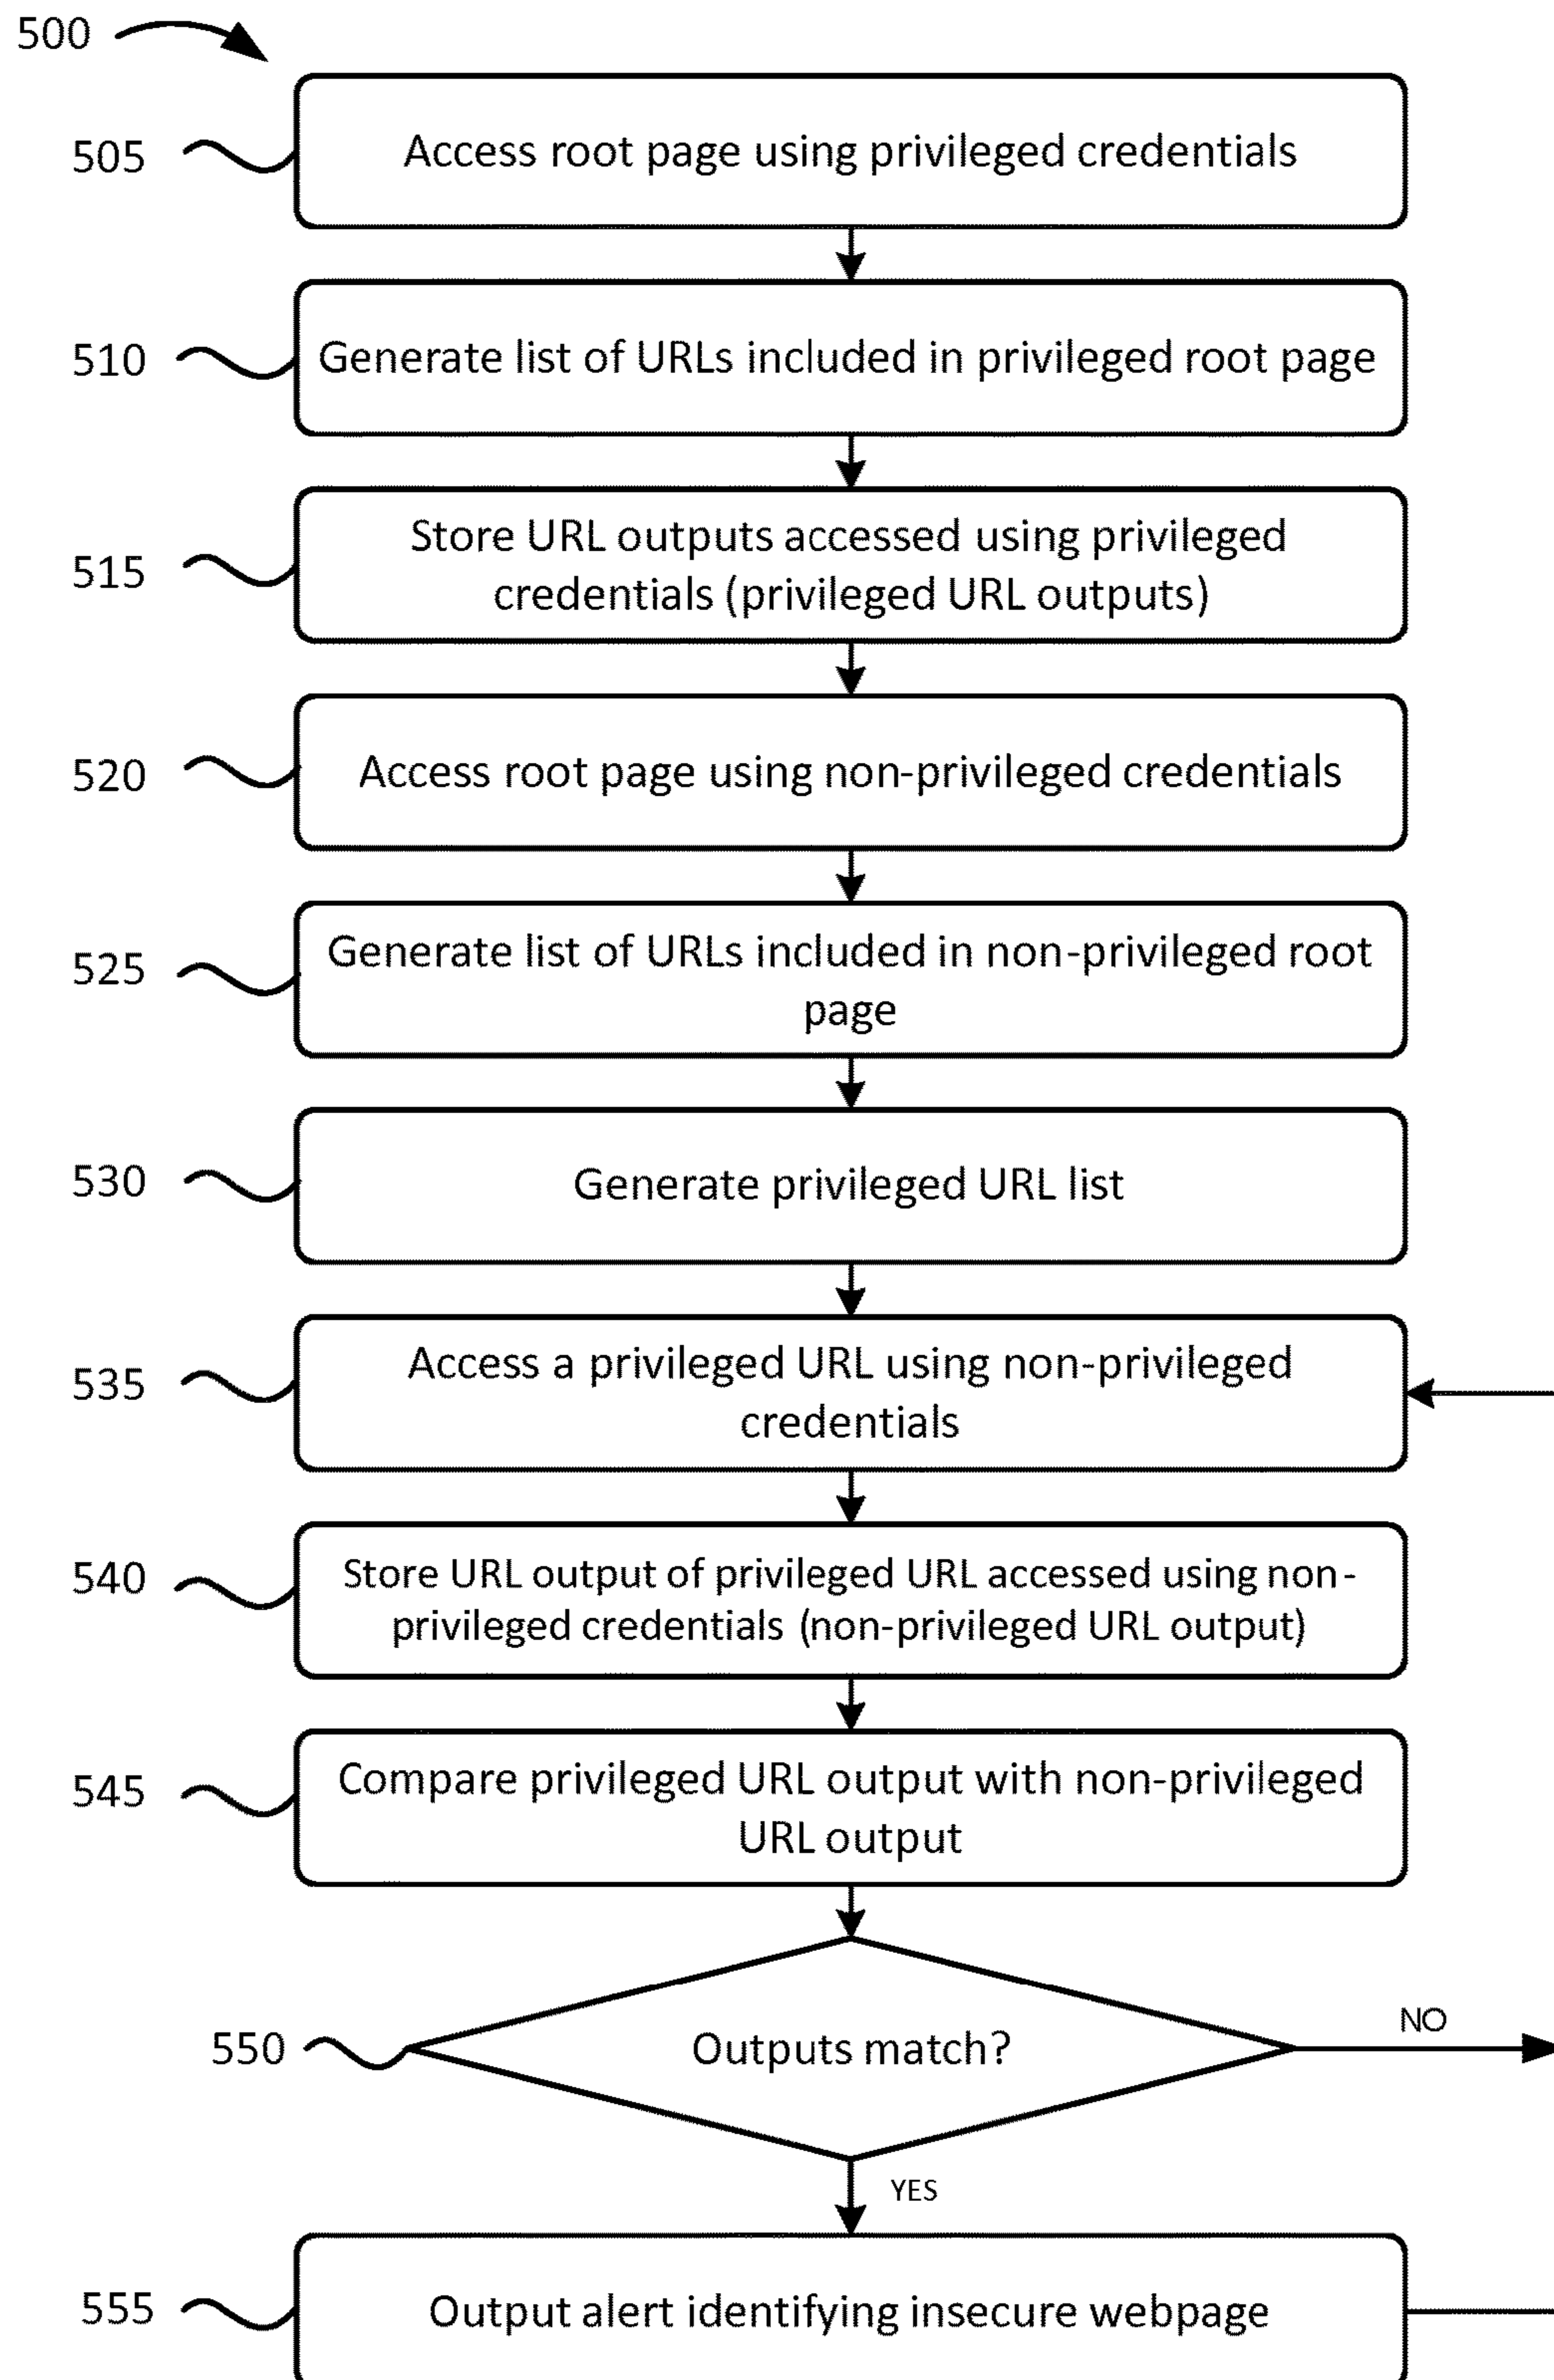 500
505
Access root page using privileged credentials
510
Generate list of URLs included in privileged root page
515
Store URL outputs accessed using privileged
credentials (privileged URL outputs)
520
Access root page using non-privileged credentials
525
Generate list of URLs included in non-privileged root
page
530
Generate privileged URL list
535
Access a privileged URL using non-privileged
credentials
540
Store URL output of privileged URL accessed using non-
privileged credentials (non-privileged URL output)
545
Compare privileged URL output with non-privileged
URL output
550
Outputs match?
NO
YES
555
Output alert identifying insecure webpage